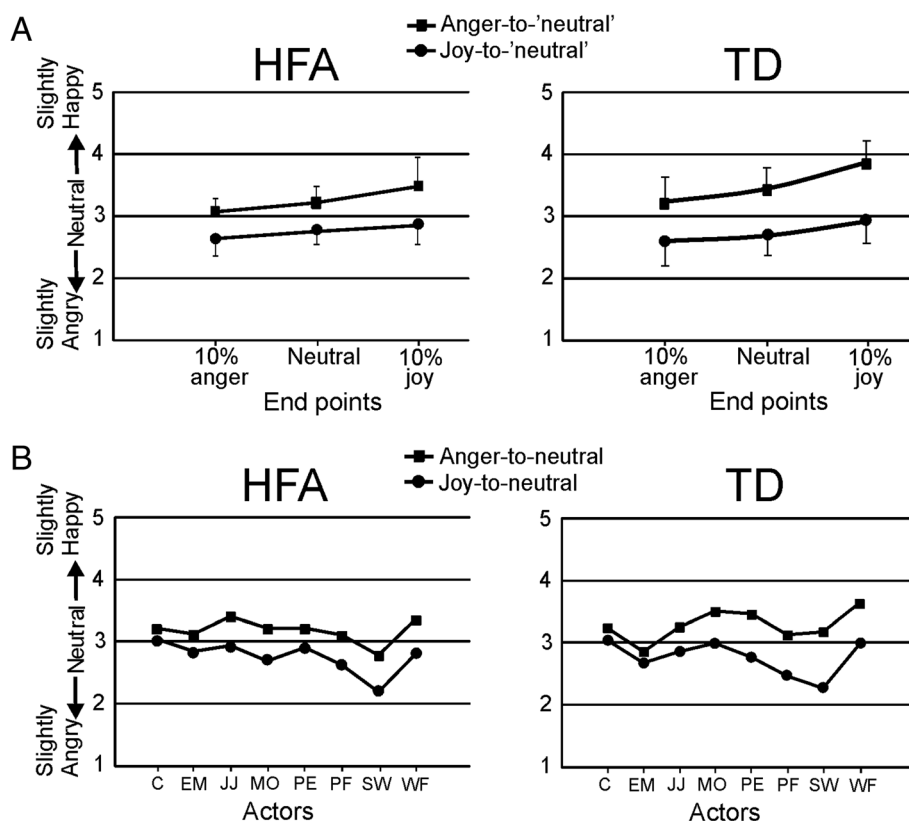 A
Anger-to-'neutral'
Joy-to-'neutral'
HFA
TD
Slightly
Happy
Neutral
Slightly
Angry
5
4
3
2
1
5
4
3
2
1
10%
anger
Neutral
10%
joy
10%
anger
Neutral
10%
joy
End points
End points
B
Anger-to-neutral
Joy-to-neutral
HFA
TD
Slightly
Happy
Neutral
Slightly
Angry
5
4
3
2
1
5
4
3
2
1
C EM JJ MO PE PF SW WF
C EM JJ MO PE PF SW WF
Actors
Actors